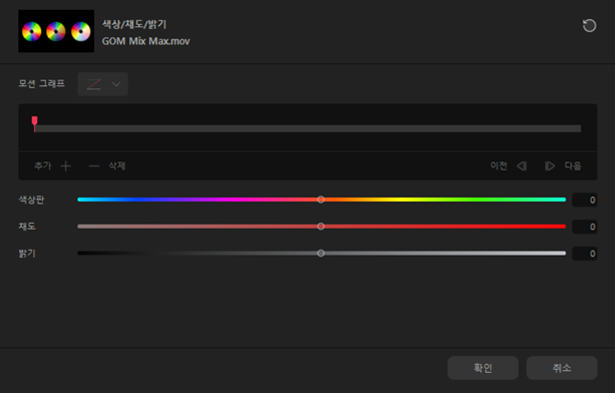 색상/채도/밝기
GOM Mix Max.mov
모션 그래프
추가 삭제 이전 다음
색상판 0
채도 0
밝기 0
확인 취소